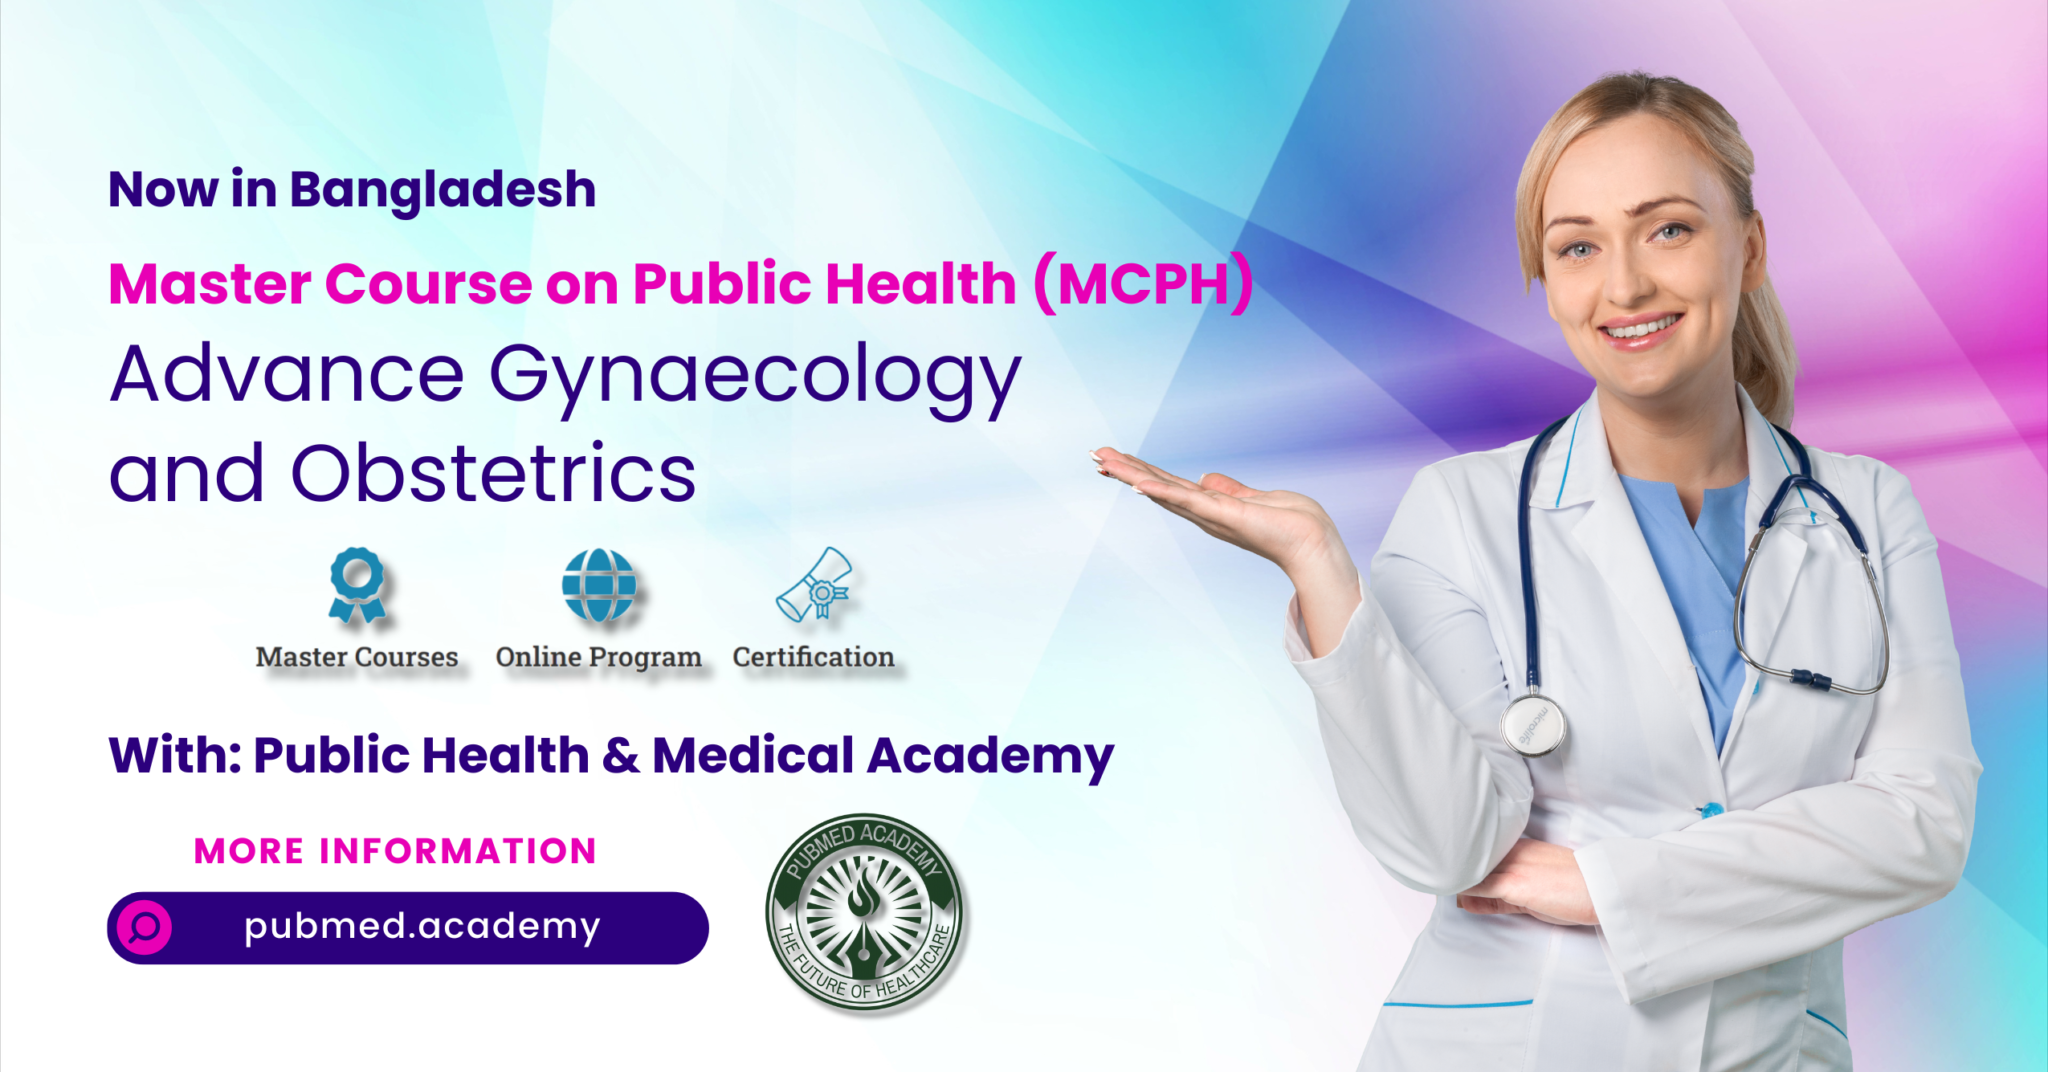 Now in Bangladesh
Master Course on Public Health (MCPH)
Advance Gynaecology
and Obstetrics
Master Courses
Online Program
Certification
With: Public Health & Medical Academy
MORE INFORMATION
pubmed.academy
PUBMED ACADEMY
THE FUTURE OF HEALTHCARE
microlife